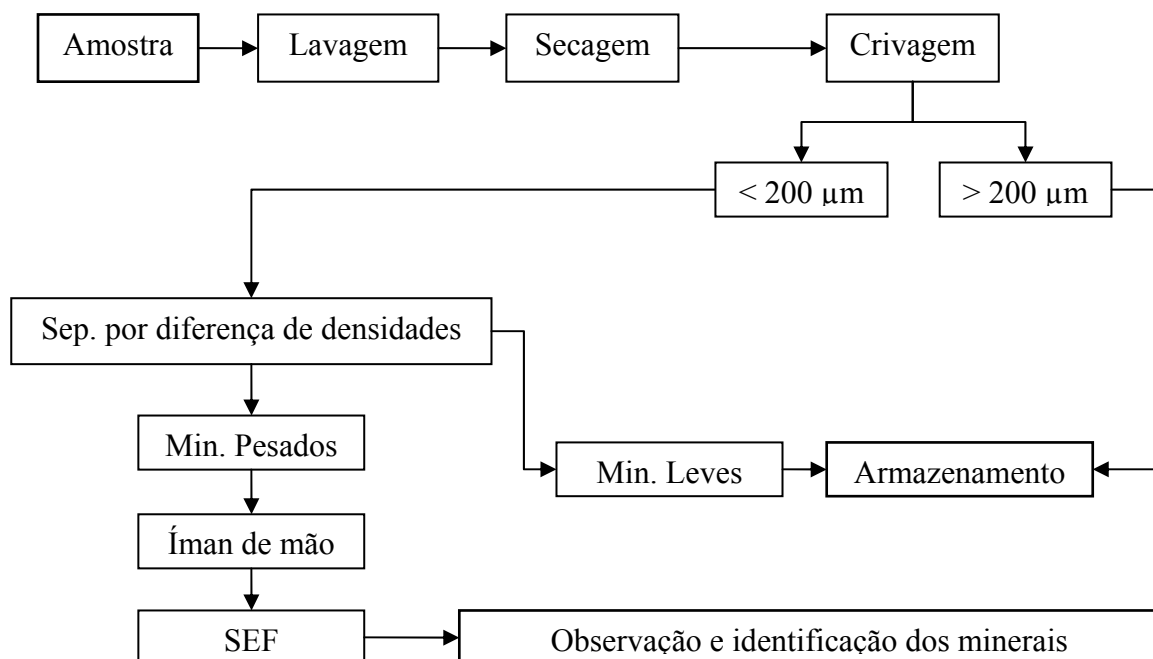 Amostra
Lavagem
Secagem
Crivagem
< 200 µm
> 200 µm
Sep. por diferença de densidades
Min. Pesados
Min. Leves
Armazenamento
Íman de mão
SEF
Observação e identificação dos minerais